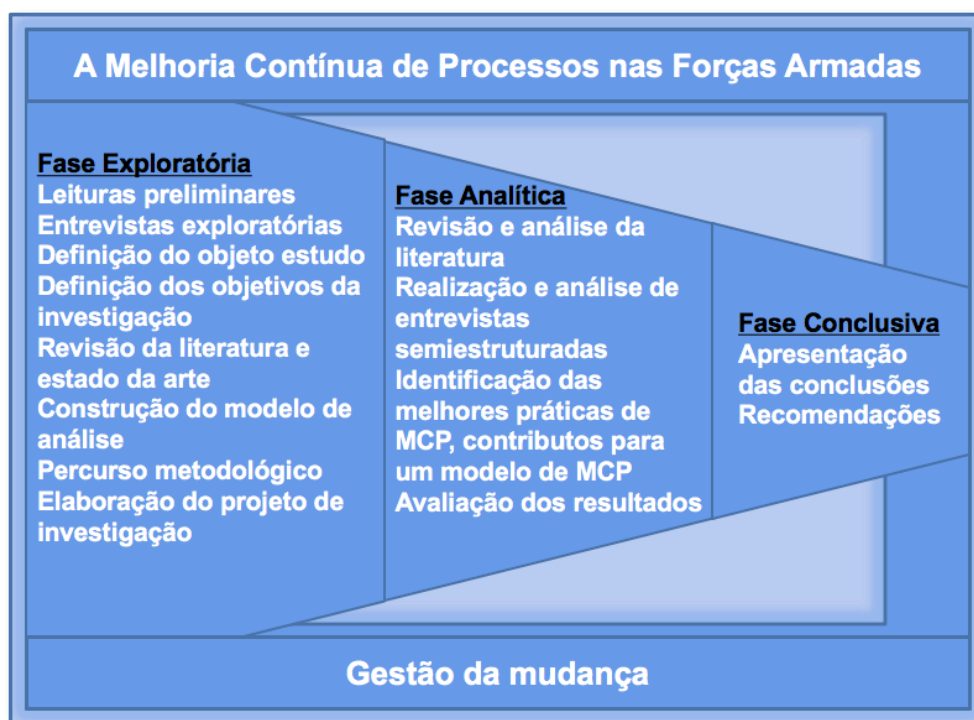 A Melhoria Contínua de Processos nas Forças Armadas
Fase Exploratória
Leituras preliminares
Entrevistas exploratórias
Definição do objeto estudo
Definição dos objetivos da
investigação
Revisão da literatura e
estado da arte
Construção do modelo de
análise
Percurso metodológico
Elaboração do projeto de
investigação
Fase Analítica
Revisão e análise da
literatura
Realização e análise de
entrevistas
semiestruturadas
Identificação das
melhores práticas de
MCP, contributos para
um modelo de MCP
Avaliação dos resultados
Fase Conclusiva
Apresentação
das conclusões
Recomendações
Gestão da mudança